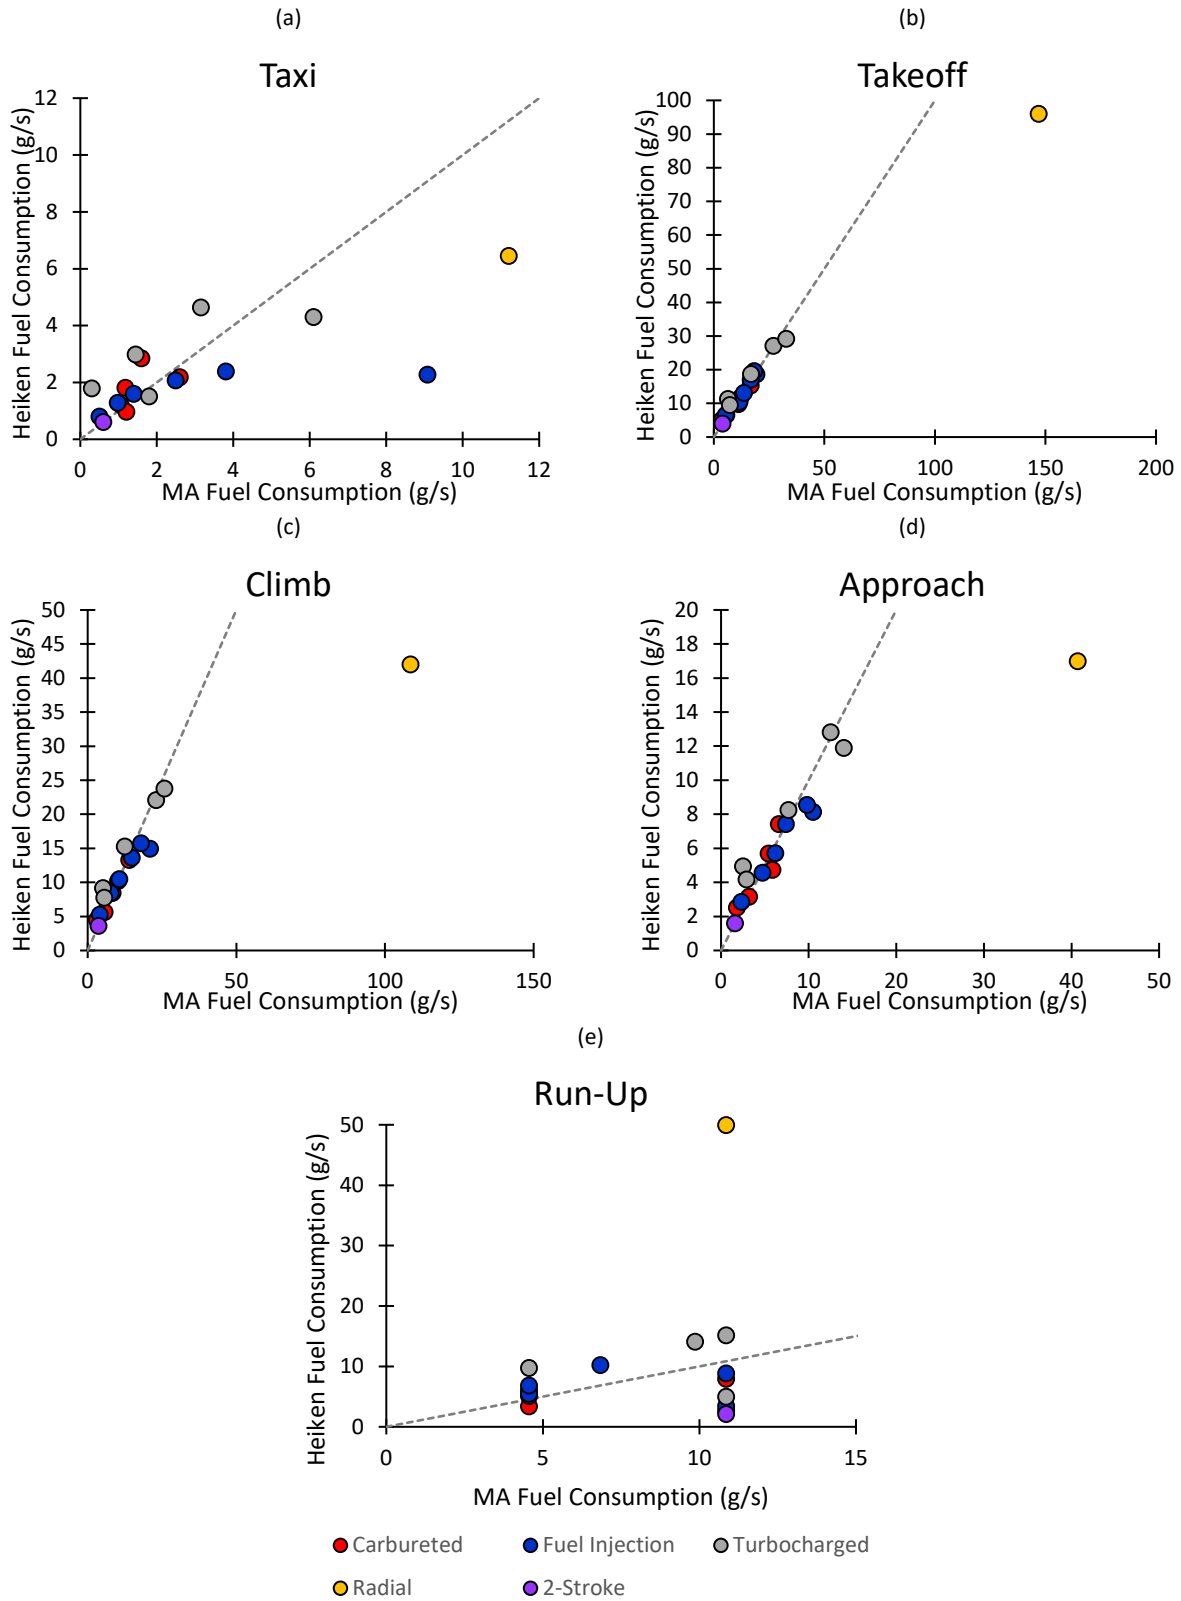 (a)
(b)
Taxi
Takeoff
Heiken Fuel Consumption (g/s)
12
10
8
6
4
2
0
0 2 4 6 8 10 12
MA Fuel Consumption (g/s)
Heiken Fuel Consumption (g/s)
100
90
80
70
60
50
40
30
20
10
0
0 50 100 150 200
MA Fuel Consumption (g/s)
(c)
(d)
Climb
Approach
Heiken Fuel Consumption (g/s)
50
45
40
35
30
25
20
15
10
5
0
0 50 100 150
MA Fuel Consumption (g/s)
Heiken Fuel Consumption (g/s)
20
18
16
14
12
10
8
6
4
2
0
0 10 20 30 40 50
MA Fuel Consumption (g/s)
(e)
Run-Up
Heiken Fuel Consumption (g/s)
50
40
30
20
10
0
0 5 10 15
MA Fuel Consumption (g/s)
Carbureted Fuel Injection Turbocharged
Radial 2-Stroke